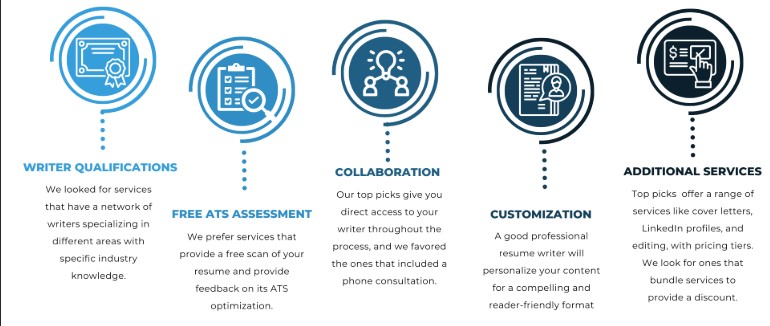 WRITER QUALIFICATIONS
We looked for services
that have a network of
writers specializing in
different areas with
specific industry
knowledge.
FREE ATS ASSESSMENT
We prefer services that
provide a free scan of your
resume and provide
feedback on its ATS
optimization.
COLLABORATION
Our top picks give you
direct access to your
writer throughout the
process, and we favored
the ones that included a
phone consultation.
CUSTOMIZATION
A good professional
resume writer will
personalize your content
for a compelling and
reader-friendly format
ADDITIONAL SERVICES
Top picks offer a range of
services like cover letters,
LinkedIn profiles, and
editing, with pricing tiers.
We look for ones that
bundle services to
provide a discount.